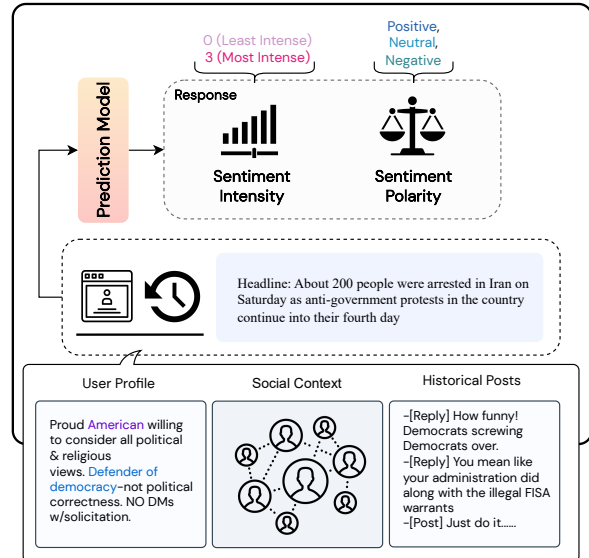 0 (Least Intense)
3 (Most Intense)
Positive,
Neutral,
Negative
Prediction Model
Response
Sentiment
Intensity
Sentiment
Polarity
Headline: About 200 people were arrested in Iran on
Saturday as anti-government protests in the country
continue into their fourth day
User Profile
Social Context
Historical Posts
Proud American willing
to consider all political
& religious
views. Defender of
democracy-not political
correctness. NO DMs
w/solicitation.
-[Reply] How funny!
Democrats screwing
Democrats over.
-[Reply] You mean like
your administration did
along with the illegal FISA
warrants
-[Post] Just do it......